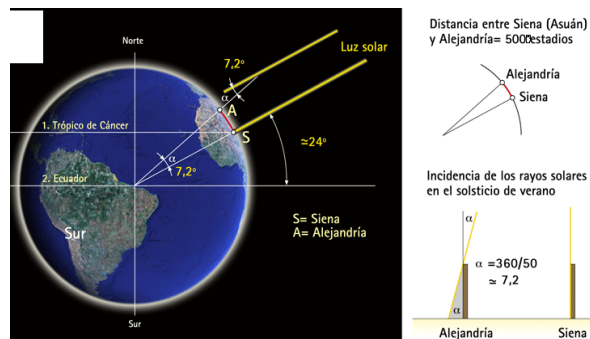 Norte
Luz solar
7,2º
α
A
1. Trópico de Cáncer
S
α
7,2º
≃24º
2. Ecuador
S= Siena
A= Alejandría
Sur
Sur
Distancia entre Siena (Asuán)
y Alejandría= 5000 estadios
Alejandría
Siena
Incidencia de los rayos solares
en el solsticio de verano
α
α =360/50
≃ 7,2
α
Alejandría
Siena